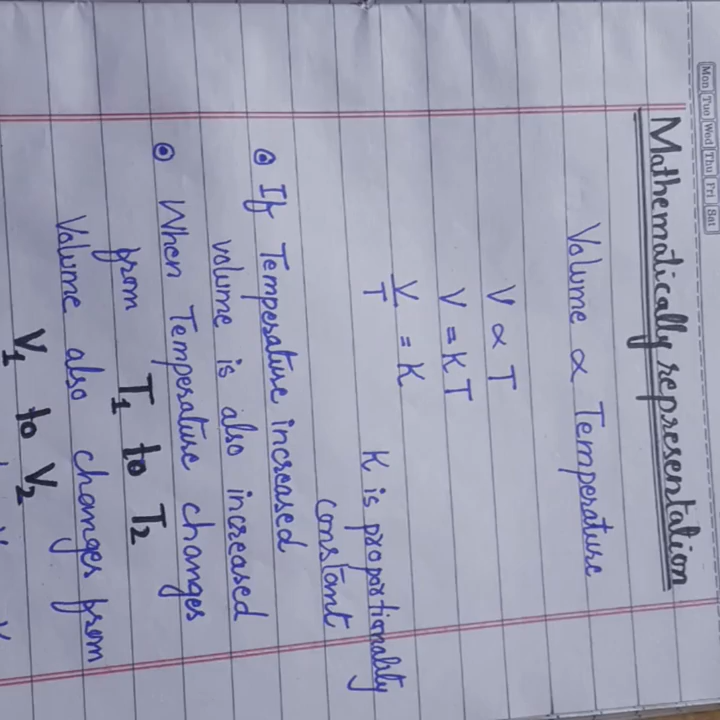 Mon Tue Wed Thu Fri Sat
Mathematically representation
Volume ∝ Temperature
V ∝ T
V = K T
V/T = K
K is proportionality
constant
If Temperature increased
volume is also increased
When Temperature changes
from T₁ to T₂
Volume also changes from
V₁ to V₂